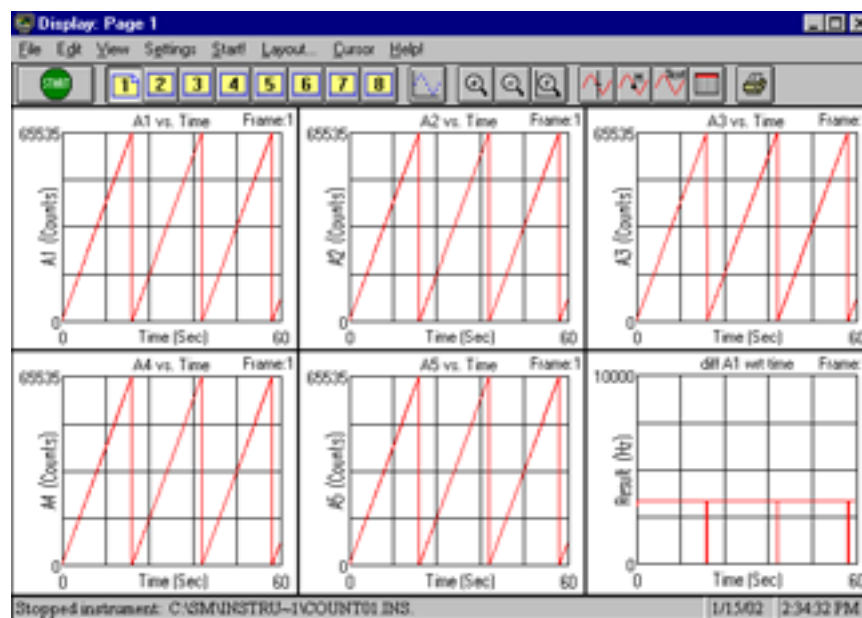 Display: Page 1
File Edit View Settings Start! Layout... Cursor Help!
START 1 2 3 4 5 6 7 8
A1 vs. Time Frame:1
65535
A1 (Counts)
0
0 Time (Sec) 60
A2 vs. Time Frame:1
65535
A2 (Counts)
0
0 Time (Sec) 60
A3 vs. Time Frame:
65535
A3 (Counts)
0
0 Time (Sec) 60
A4 vs. Time Frame:1
65535
A4 (Counts)
0
0 Time (Sec) 60
A5 vs. Time Frame:1
65535
A5 (Counts)
0
0 Time (Sec) 60
diff A1 wrt time Frame:
10000
Result (Hz)
0
0 Time (Sec) 60
Stopped instrument: C:\SM\INSTRU~1\COUNT01.INS. 1/15/02 2:34:32 PM